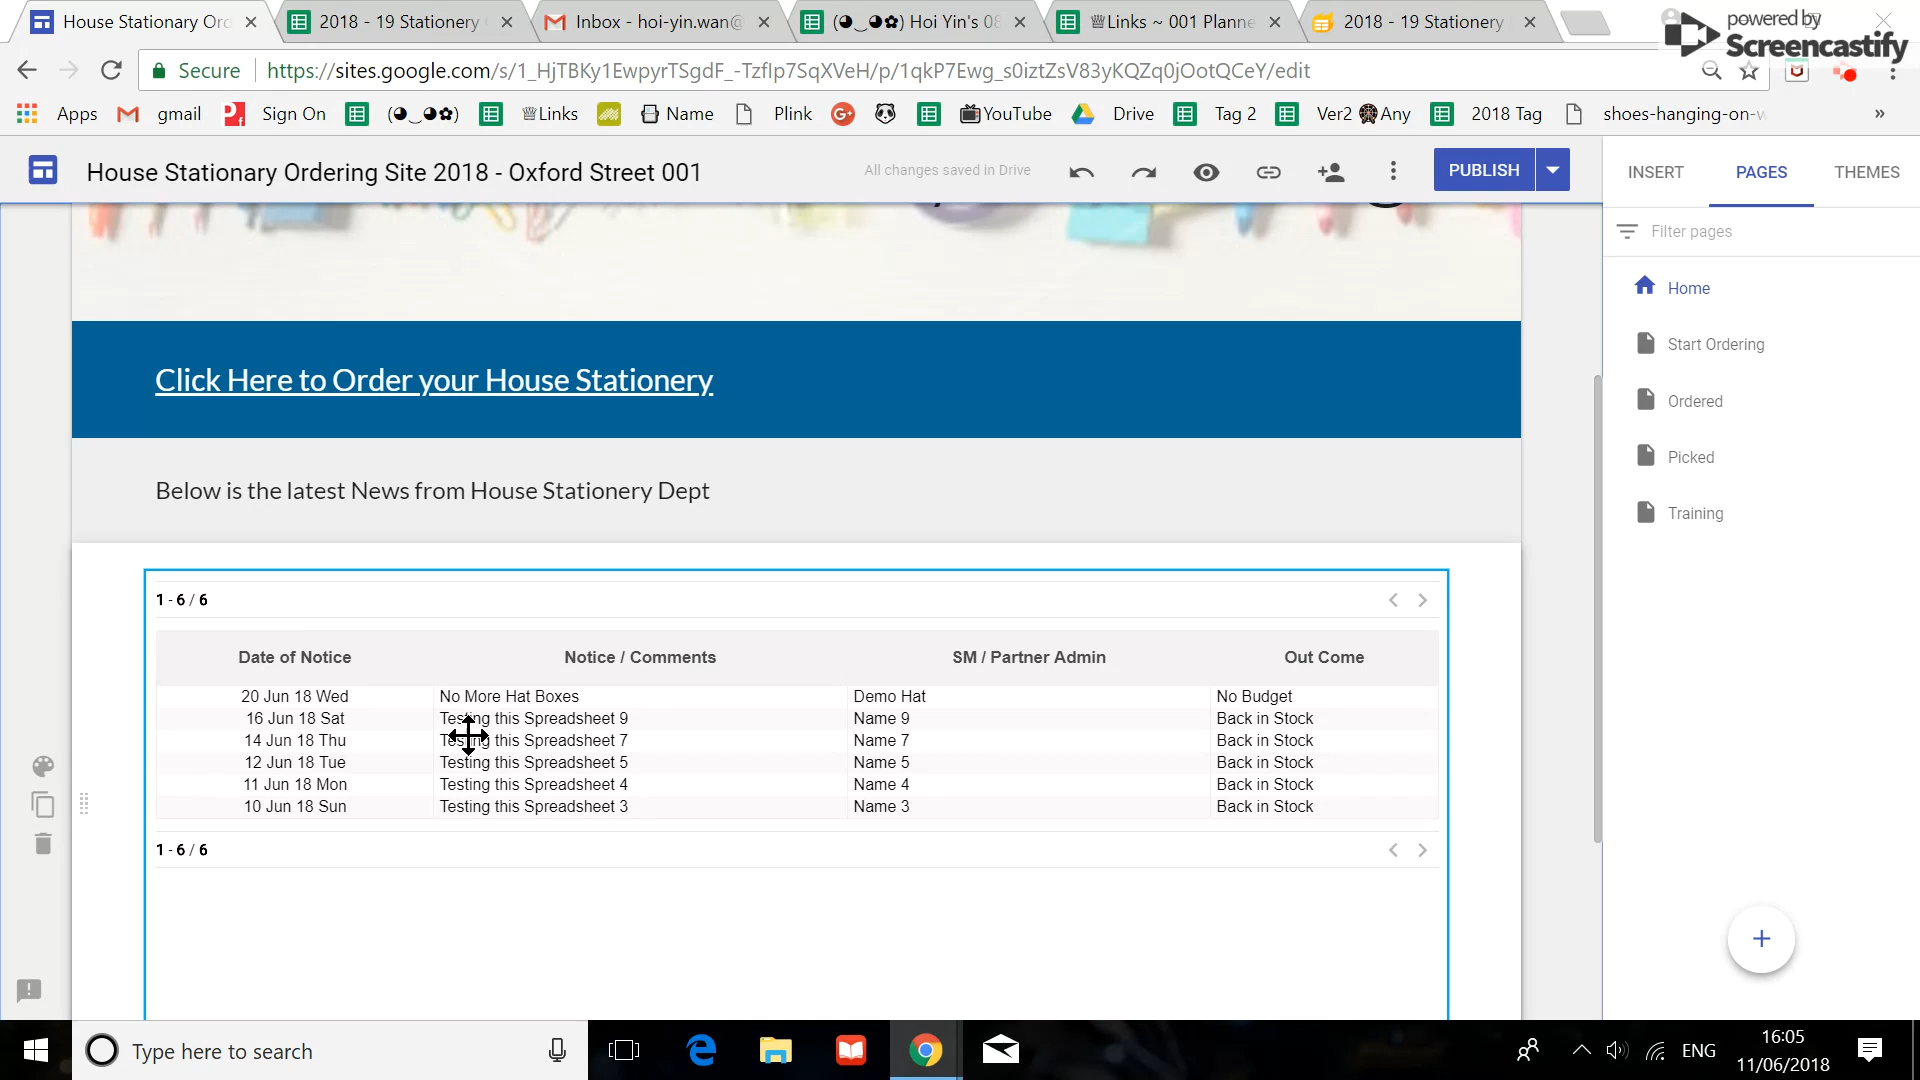 House Stationary Ord
2018 - 19 Stationery
Inbox - hoi-yin.wan@
(◕‿◕✿) Hoi Yin's 08
♕Links ~ 001 Planne
2018 - 19 Stationery
powered by
Screencastify
Secure
https://sites.google.com/s/1_HjTBKy1EwpyrTSgdF_-TzfIp7SqXVeH/p/1qkP7Ewg_s0iztZsV83yKQZq0jOotQCeY/edit
Apps
gmail
Sign On
(◕‿◕✿)
♕Links
Name
Plink
YouTube
Drive
Tag 2
Ver2 Any
2018 Tag
shoes-hanging-on-w
»
House Stationary Ordering Site 2018 - Oxford Street 001
All changes saved in Drive
PUBLISH
INSERT
PAGES
THEMES
Filter pages
Home
Start Ordering
Ordered
Picked
Training
Click Here to Order your House Stationery
Below is the latest News from House Stationery Dept
1 - 6 / 6
Date of Notice Notice / Comments SM / Partner Admin Out Come
20 Jun 18 Wed No More Hat Boxes Demo Hat No Budget
16 Jun 18 Sat Testing this Spreadsheet 9 Name 9 Back in Stock
14 Jun 18 Thu Testing this Spreadsheet 7 Name 7 Back in Stock
12 Jun 18 Tue Testing this Spreadsheet 5 Name 5 Back in Stock
11 Jun 18 Mon Testing this Spreadsheet 4 Name 4 Back in Stock
10 Jun 18 Sun Testing this Spreadsheet 3 Name 3 Back in Stock
1 - 6 / 6
Type here to search
ENG
16:05
11/06/2018